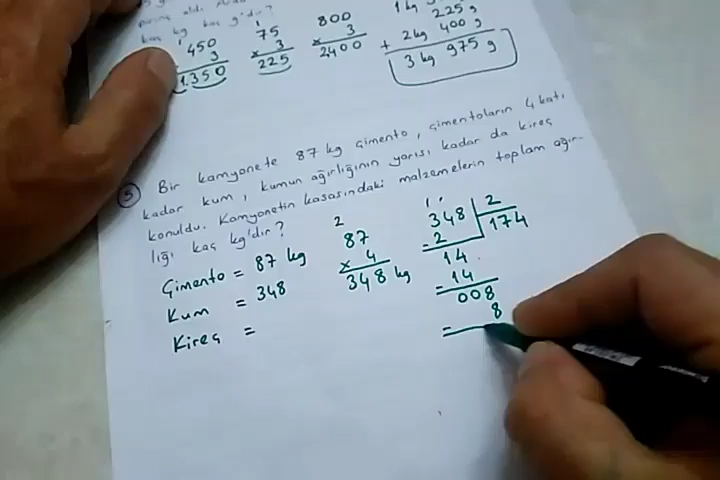 kaç kg kaç g'dır?
450
× 3
1.350
1
75
× 3
225
800
× 3
2400
1 kg
225 g
+ 2 kg 400 g
3 kg 975 g
5 Bir kamyonete 87 kg çimento, çimentoların 4 katı
kadar kum, kumun ağırlığının yarısı kadar da kireç
konuldu. Kamyonetin kasasındaki malzemelerin toplam ağır-
lığı kaç kg'dır?
Çimento = 87 kg
Kum = 348
Kireç =
2
87
× 4
348 kg
348 2
- 2 174
14
- 14
008
8